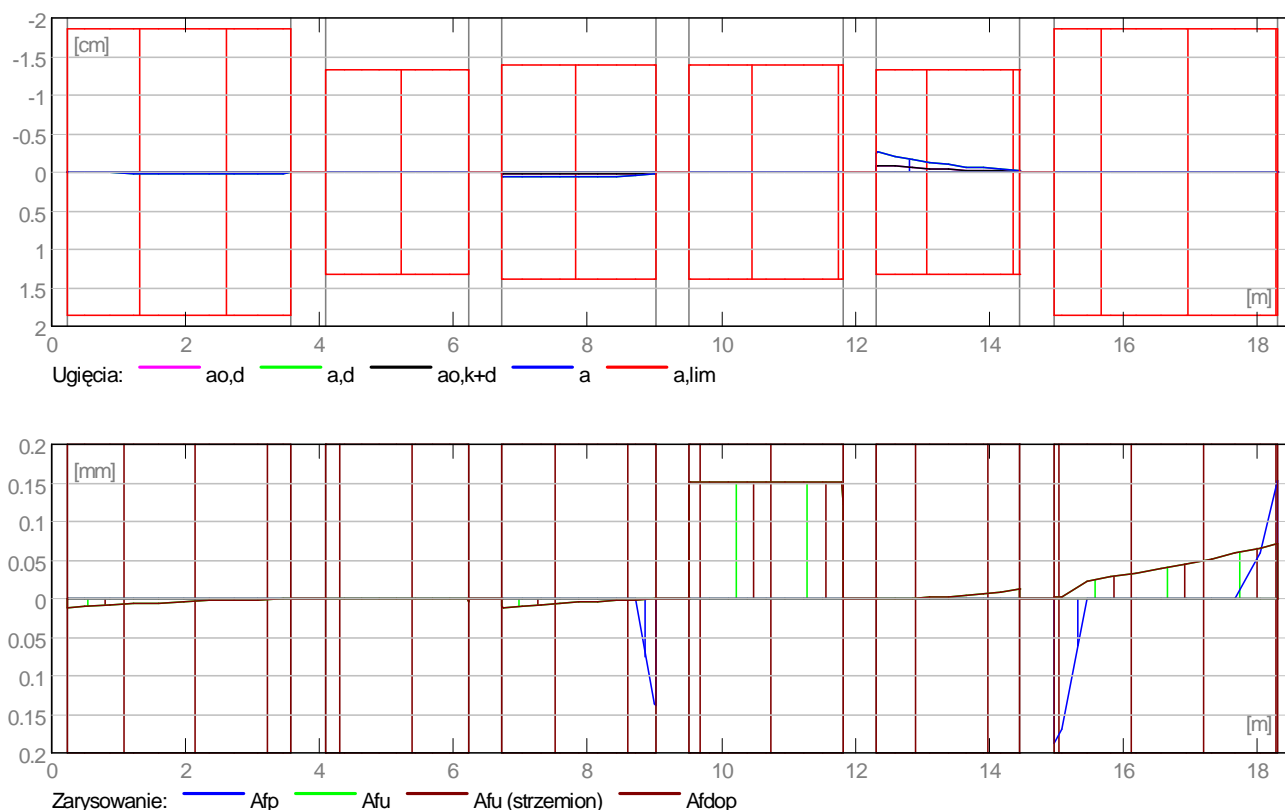 -2
[cm]
-1.5
-1
-0.5
0
0.5
1
1.5
[m]
2
0 2 4 6 8 10 12 14 16 18
Ugięcia: ao,d a,d ao,k+d a a,lim
0.2
[mm]
0.15
0.1
0.05
0
0.05
0.1
0.15
[m]
0.2
0 2 4 6 8 10 12 14 16 18
Zarysowanie: Afp Afu Afu (strzemion) Afdop